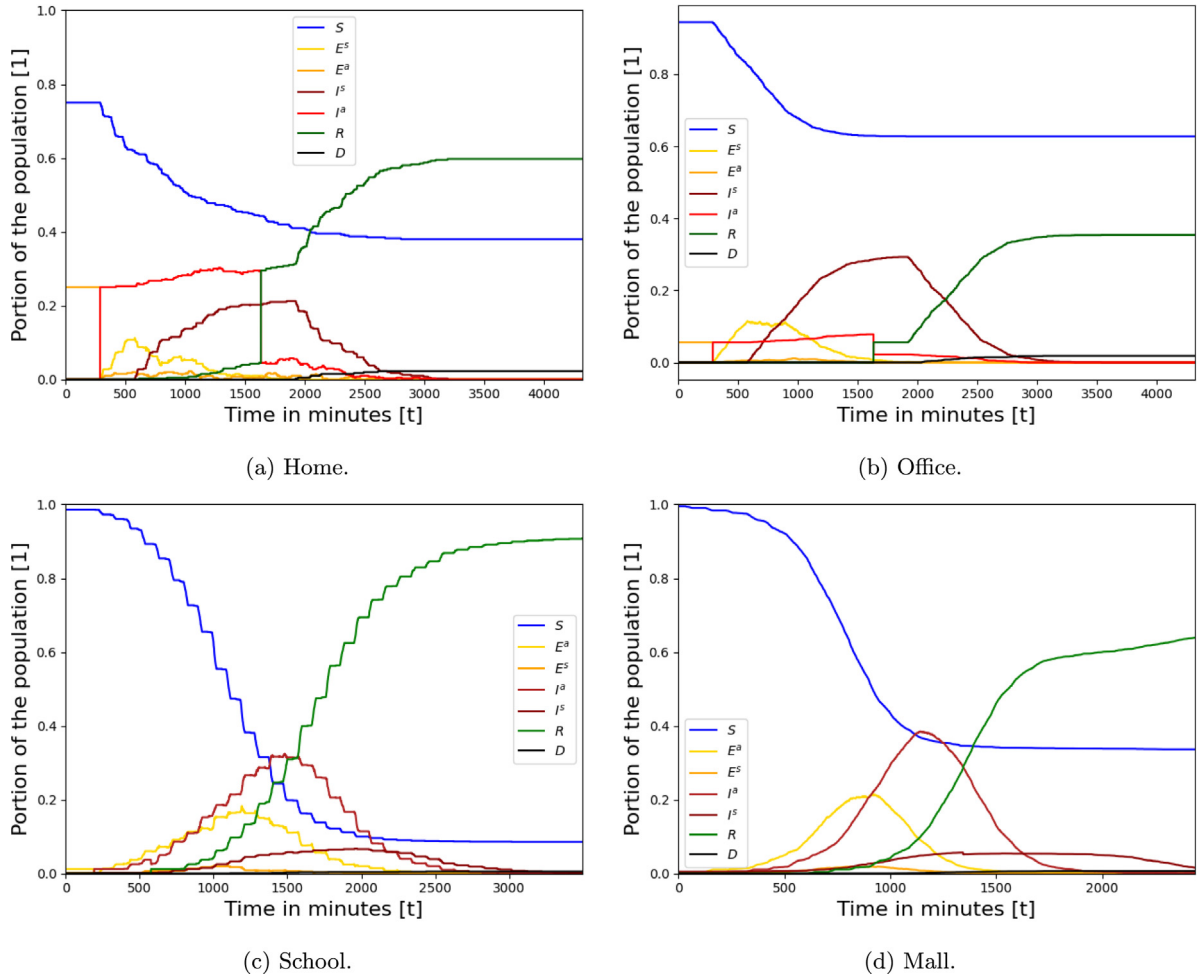 Portion of the population [1]
1.0
0.8
0.6
0.4
0.2
0.0
S
E^s
E^a
I^s
I^a
R
D
0 500 1000 1500 2000 2500 3000 3500 4000
Time in minutes [t]
(a) Home.
Portion of the population [1]
0.8
0.6
0.4
0.2
0.0
S
E^s
E^a
I^s
I^a
R
D
0 500 1000 1500 2000 2500 3000 3500 4000
Time in minutes [t]
(b) Office.
Portion of the population [1]
1.0
0.8
0.6
0.4
0.2
0.0
S
E^a
E^s
I^a
I^s
R
D
0 500 1000 1500 2000 2500 3000
Time in minutes [t]
(c) School.
Portion of the population [1]
1.0
0.8
0.6
0.4
0.2
0.0
S
E^a
E^s
I^a
I^s
R
D
0 500 1000 1500 2000
Time in minutes [t]
(d) Mall.